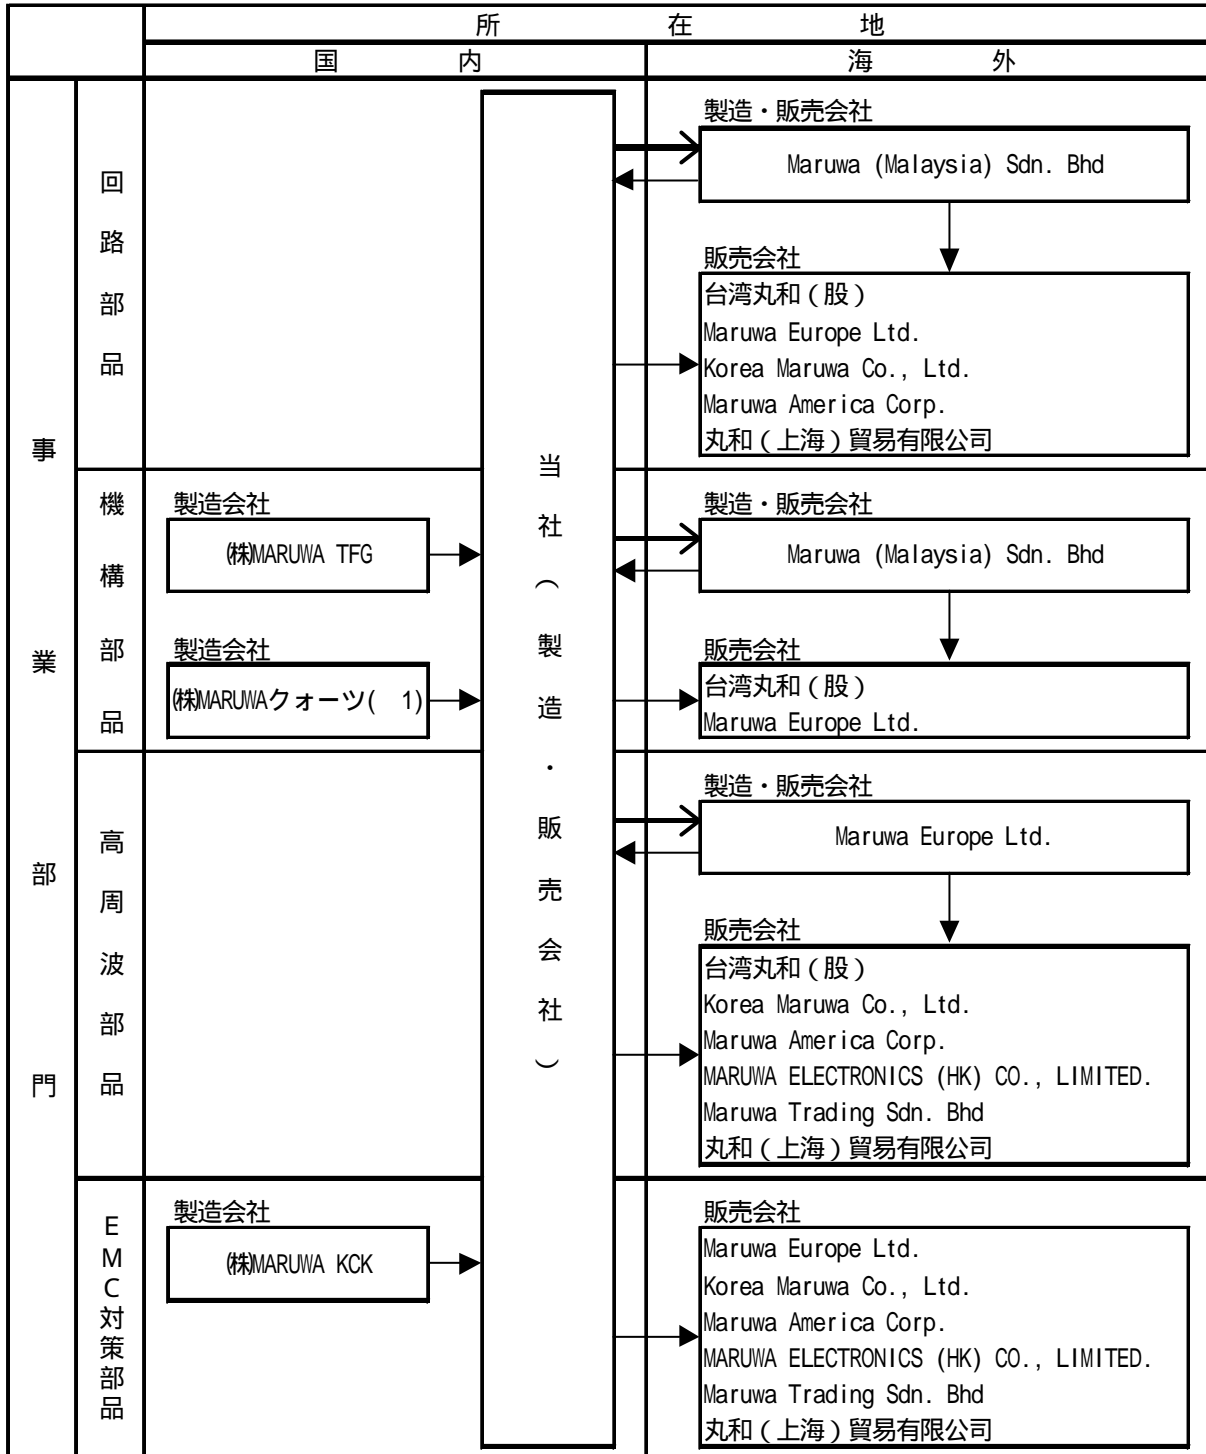 所在地
国内
海外
事業部門
回路部品
機構部品
高周波部品
EMC対策部品
当社(製造・販売会社)
製造・販売会社
Maruwa (Malaysia) Sdn. Bhd
販売会社
台湾丸和(股)
Maruwa Europe Ltd.
Korea Maruwa Co., Ltd.
Maruwa America Corp.
丸和(上海)貿易有限公司
製造会社
㈱MARUWA TFG
製造会社
㈱MARUWAクォーツ( 1)
製造・販売会社
Maruwa (Malaysia) Sdn. Bhd
販売会社
台湾丸和(股)
Maruwa Europe Ltd.
製造・販売会社
Maruwa Europe Ltd.
販売会社
台湾丸和(股)
Korea Maruwa Co., Ltd.
Maruwa America Corp.
MARUWA ELECTRONICS (HK) CO., LIMITED.
Maruwa Trading Sdn. Bhd
丸和(上海)貿易有限公司
製造会社
㈱MARUWA KCK
販売会社
Maruwa Europe Ltd.
Korea Maruwa Co., Ltd.
Maruwa America Corp.
MARUWA ELECTRONICS (HK) CO., LIMITED.
Maruwa Trading Sdn. Bhd
丸和(上海)貿易有限公司